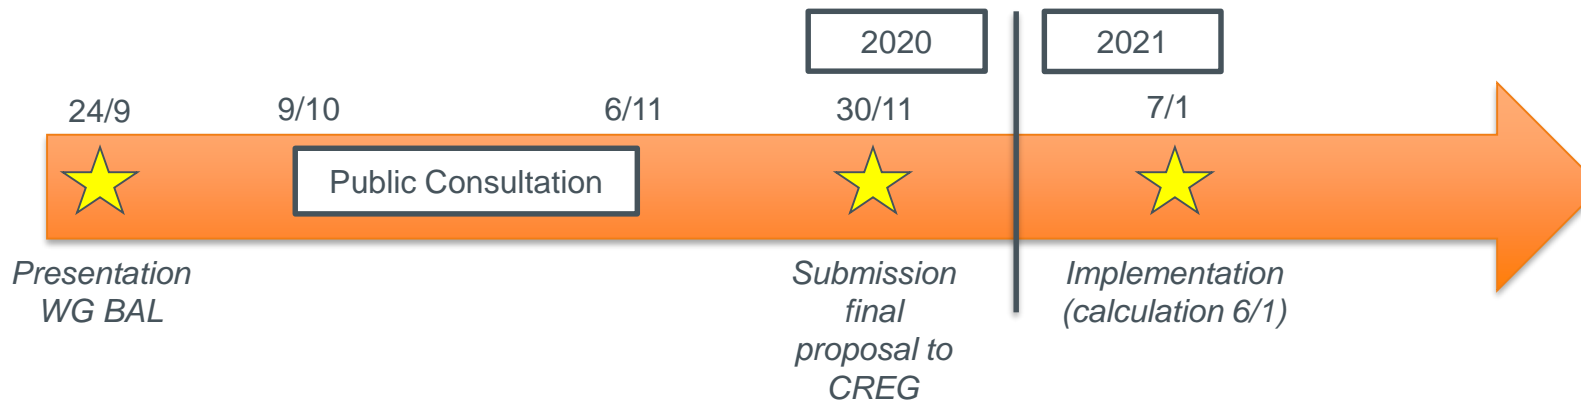 2020
2021
24/9
9/10
6/11
30/11
7/1
Public Consultation
Presentation
WG BAL
Submission
final
proposal to
CREG
Implementation
(calculation 6/1)